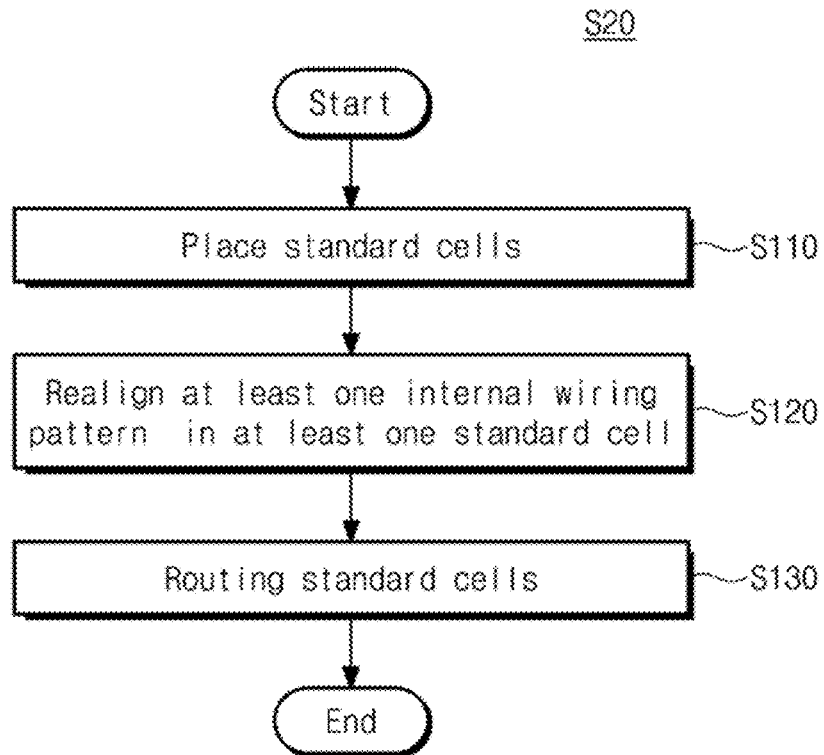 S20
Start
Place standard cells
S110
Realign at least one internal wiring
pattern in at least one standard cell
S120
Routing standard cells
S130
End